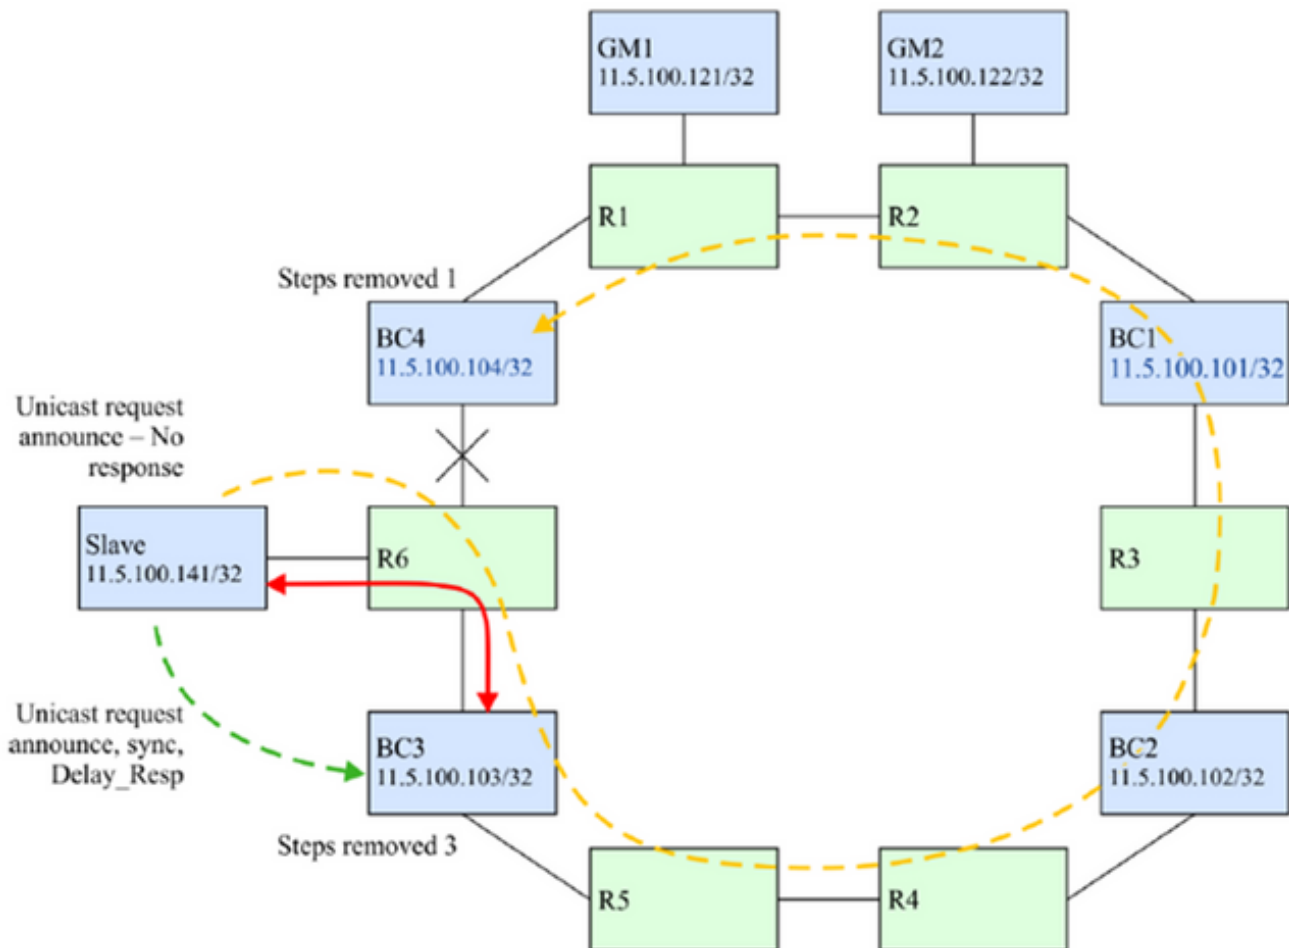 GM1
11.5.100.121/32
GM2
11.5.100.122/32
R1
R2
Steps removed 1
BC4
11.5.100.104/32
BC1
11.5.100.101/32
Unicast request
announce – No
response
Slave
11.5.100.141/32
R6
R3
Unicast request
announce, sync,
Delay_Resp
BC3
11.5.100.103/32
BC2
11.5.100.102/32
Steps removed 3
R5
R4